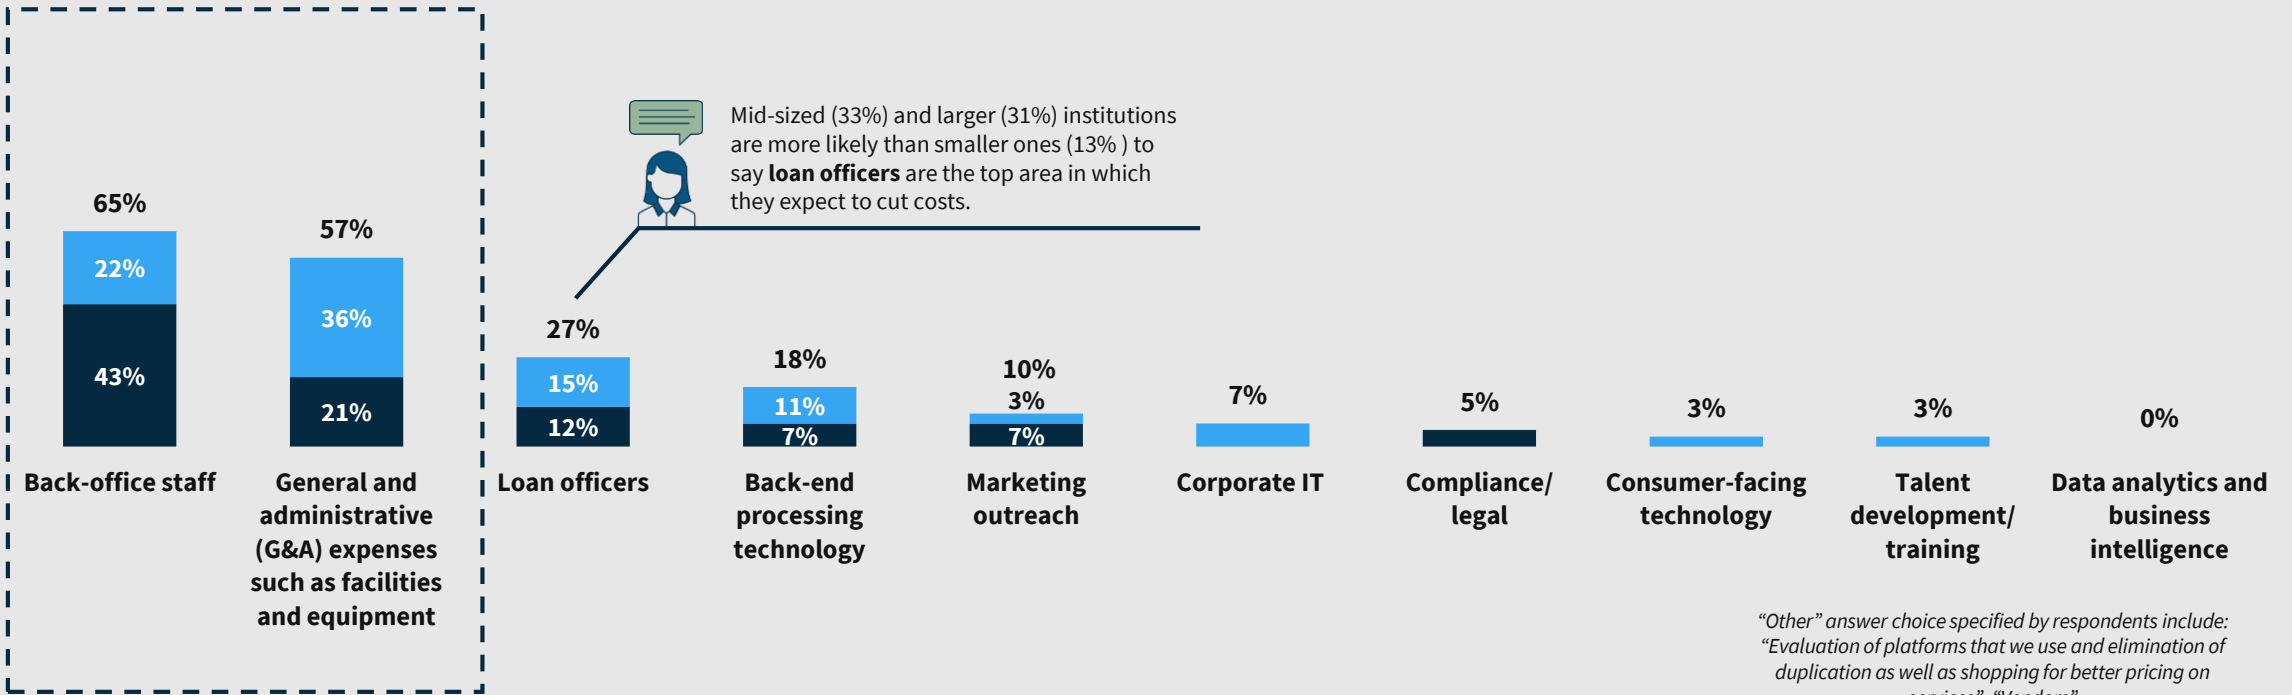 Mid-sized (33%) and larger (31%) institutions
are more likely than smaller ones (13% ) to
say loan officers are the top area in which
they expect to cut costs.
65%
22%
43%
57%
36%
21%
27%
15%
12%
18%
11%
7%
10%
3%
7%
7%
5%
3%
3%
0%
Back-office staff
General and
administrative
(G&A) expenses
such as facilities
and equipment
Loan officers
Back-end
processing
technology
Marketing
outreach
Corporate IT
Compliance/
legal
Consumer-facing
technology
Talent
development/
training
Data analytics and
business
intelligence
“Other” answer choice specified by respondents include:
“Evaluation of platforms that we use and elimination of
duplication as well as shopping for better pricing on
services”, “Vendors”